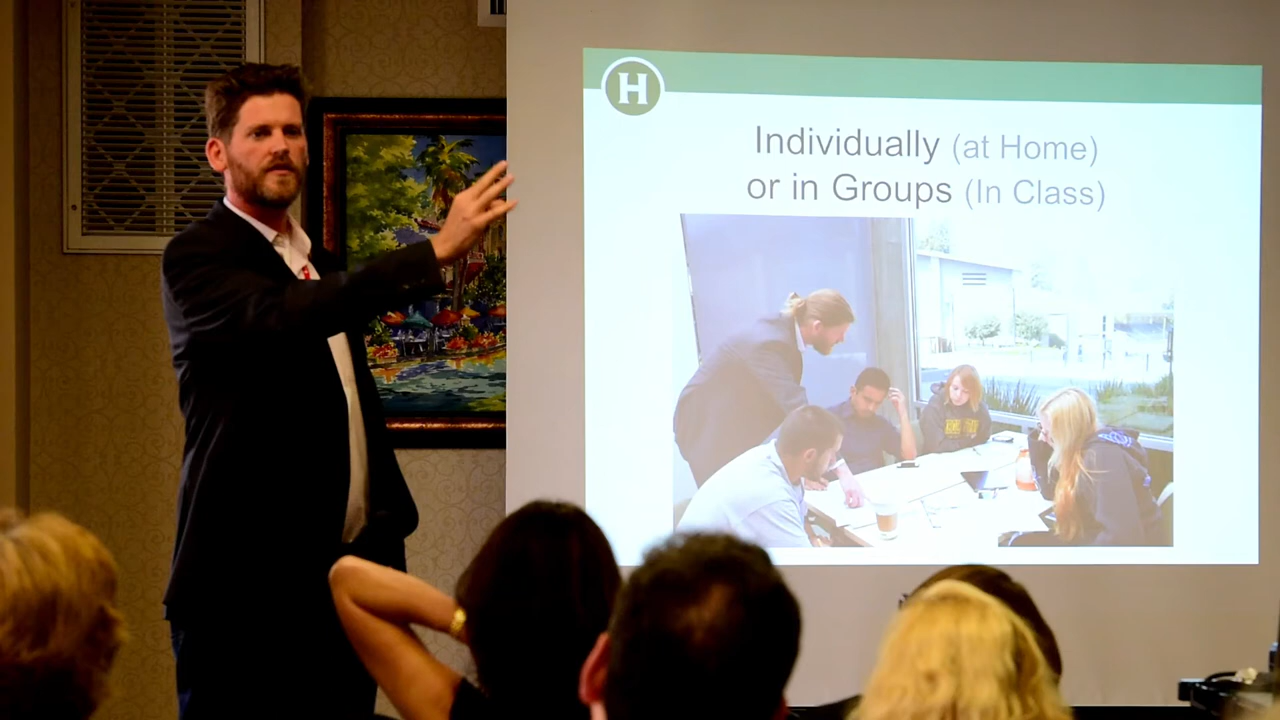 H
Individually (at Home)
or in Groups (In Class)